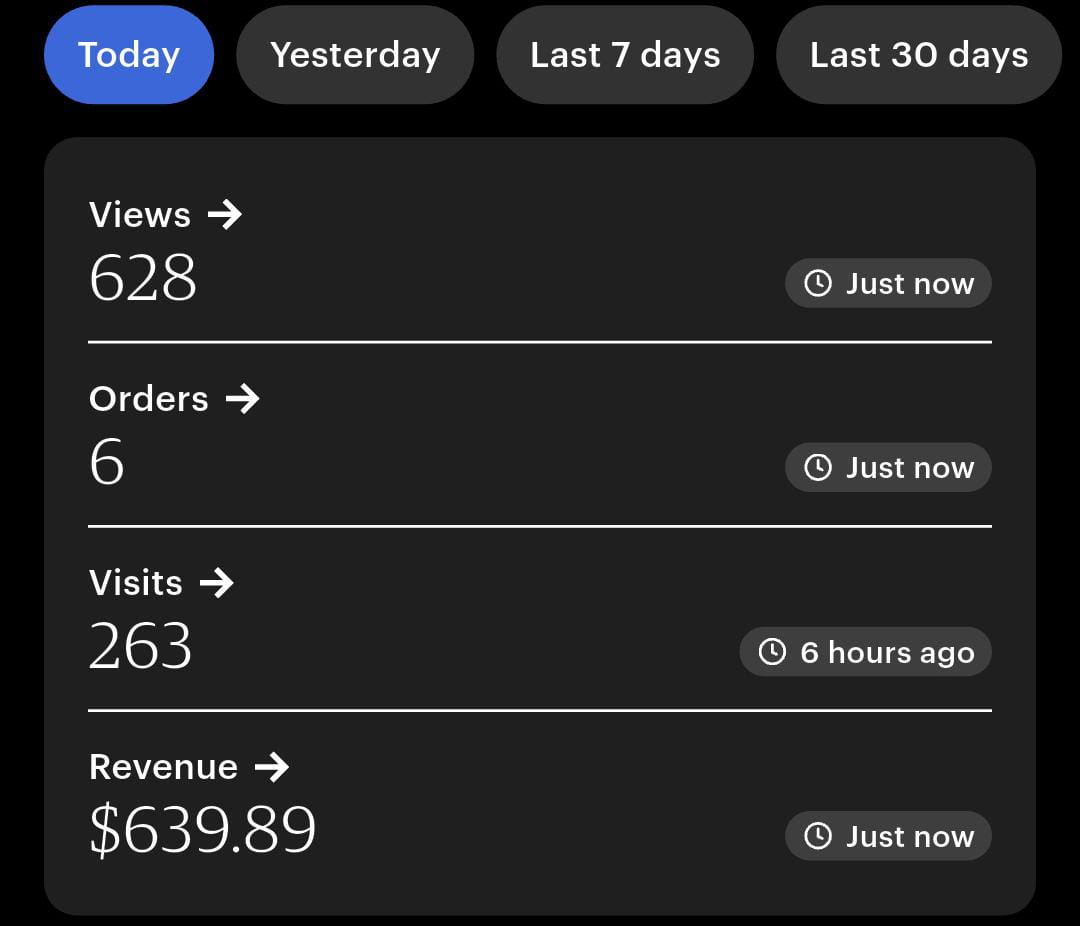 Today Yesterday Last 7 days Last 30 days
Views →
628 Just now
Orders →
6 Just now
Visits →
263 6 hours ago
Revenue →
$639.89 Just now